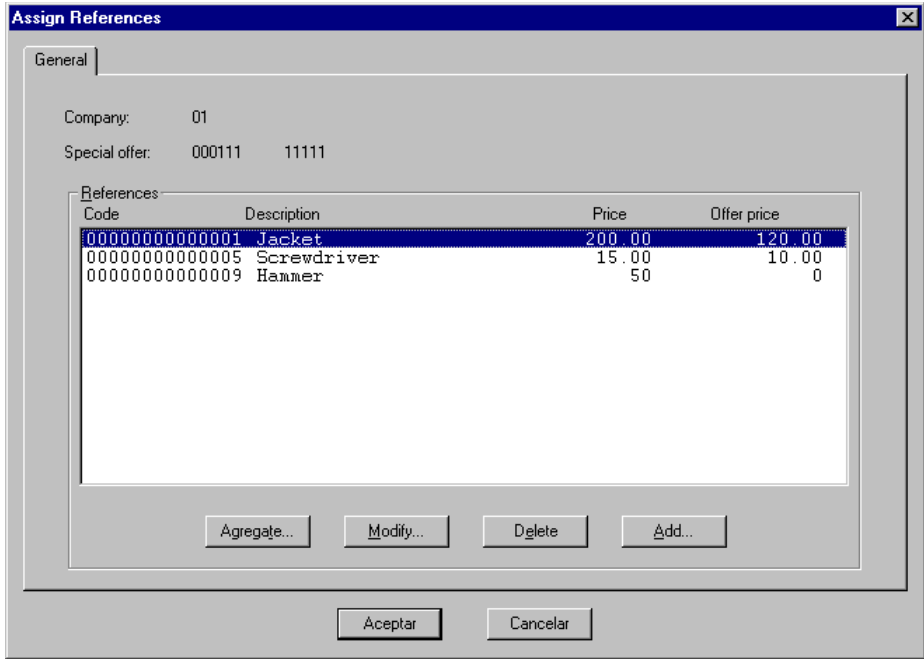 Assign References
General
Company: 01
Special offer: 000111 11111
References
Code Description Price Offer price
00000000000001 Jacket 200.00 120.00
00000000000005 Screwdriver 15.00 10.00
00000000000009 Hammer 50 0
Agregate... Modify... Delete Add...
Aceptar Cancelar